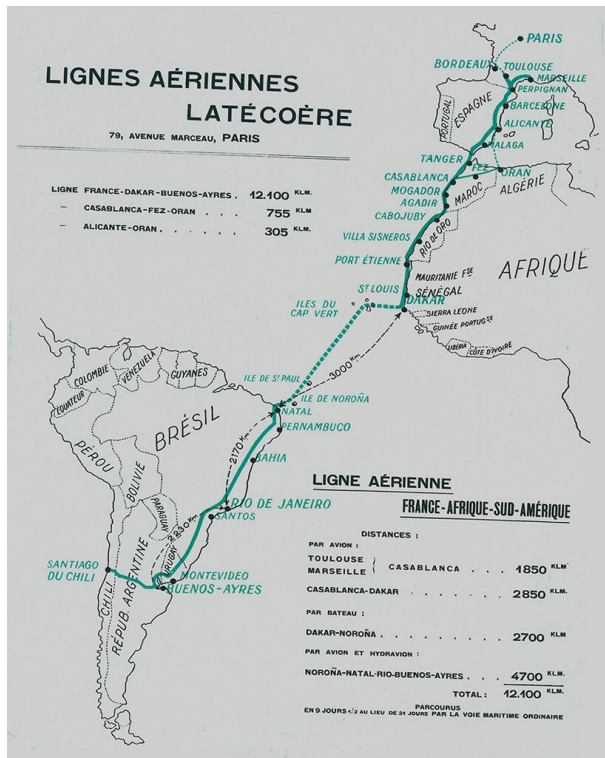 LIGNES AÉRIENNES
LATÉCOÈRE
79, AVENUE MARCEAU, PARIS
LIGNE FRANCE-DAKAR-BUENOS-AYRES . 12.100 KLM.
— CASABLANCA-FEZ-ORAN . . . . 755 KLM
— ALICANTE-ORAN . . . . . . . 305 KLM.
PARIS
BORDEAUX
TOULOUSE
MARSEILLE
PERPIGNAN
PORTUGAL
ESPAGNE
BARCELONE
ALICANTE
MALAGA
TANGER
FEZ
ORAN
CASABLANCA
MOGADOR
MAROC
ALGÉRIE
AGADIR
CABOJUBY
VILLA SISNEROS
RIO DE ORO
PORT ÉTIENNE
AFRIQUE
MAURITANIE FSE
ST LOUIS
SÉNÉGAL
DAKAR
ILES DU
CAP VERT
SIERRA LEONE
GUINÉE PORTUGSE
LIBÉRIA
CÔTE D'IVOIRE
3000 Km
COLOMBIE
VENEZUELA
GUYANES
ÉQUATEUR
ILE DE ST PAUL
ILE DE NOROÑA
NATAL
PERNAMBUCO
BRÉSIL
PÉROU
BOLIVIE
2170 Km
BAHIA
PARAGUAY
RIO DE JANEIRO
SANTOS
2230 Km
URUGAY
SANTIAGO
DU CHILI
CHILI
RÉPUB. ARGENTINE
MONTEVIDEO
BUENOS-AYRES
LIGNE AÉRIENNE
FRANCE-AFRIQUE-SUD-AMÉRIQUE
DISTANCES :
PAR AVION :
TOULOUSE
MARSEILLE } CASABLANCA . . . 1850 KLM
CASABLANCA-DAKAR . . . . . . . 2850 KLM.
PAR BATEAU :
DAKAR-NOROÑA . . . . . . . . . 2700 KLM
PAR AVION ET HYDRAVION :
NOROÑA-NATAL-RIO-BUENOS-AYRES . . . 4700 KLM.
TOTAL : 12.100 KLM.
PARCOURUS
EN 9 JOURS 1/2 AU LIEU DE 21 JOURS PAR LA VOIE MARITIME ORDINAIRE